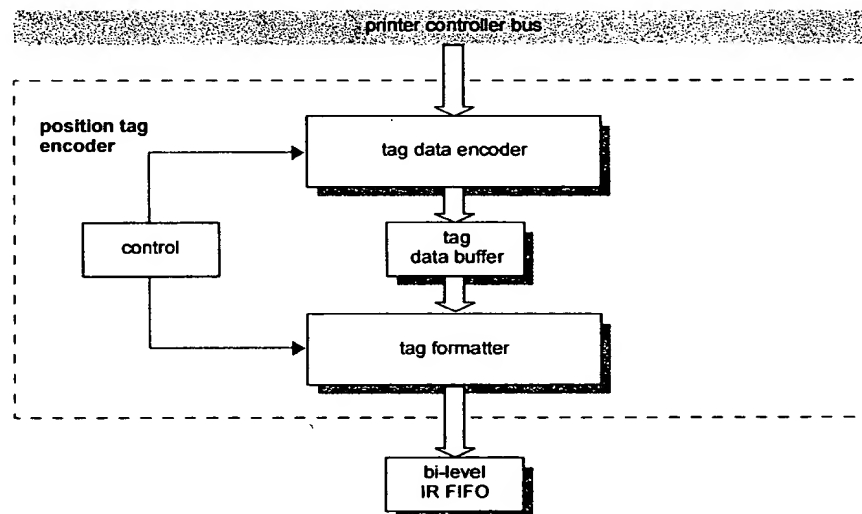 printer controller bus
position tag
encoder
tag data encoder
control
tag
data buffer
tag formatter
bi-level
IR FIFO